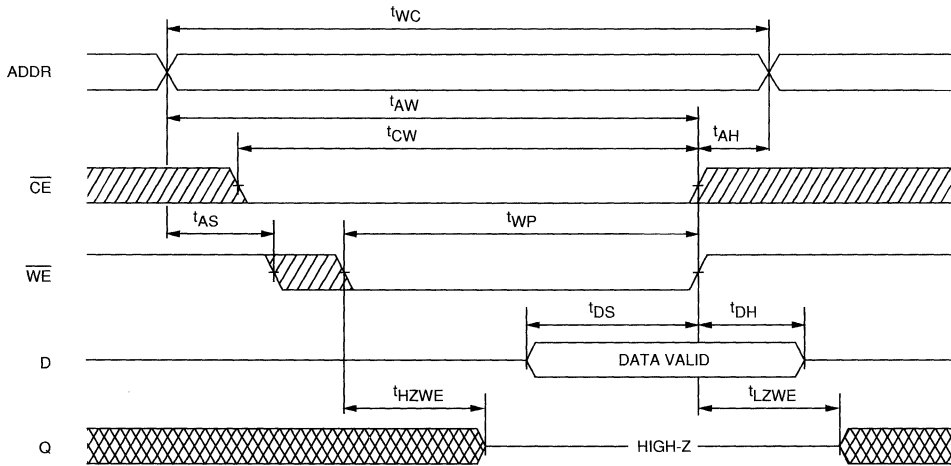 tWC
ADDR
tAW
tCW
tAH
CE
tAS
tWP
WE
tDS
tDH
D
DATA VALID
tHZWE
tLZWE
Q
HIGH-Z